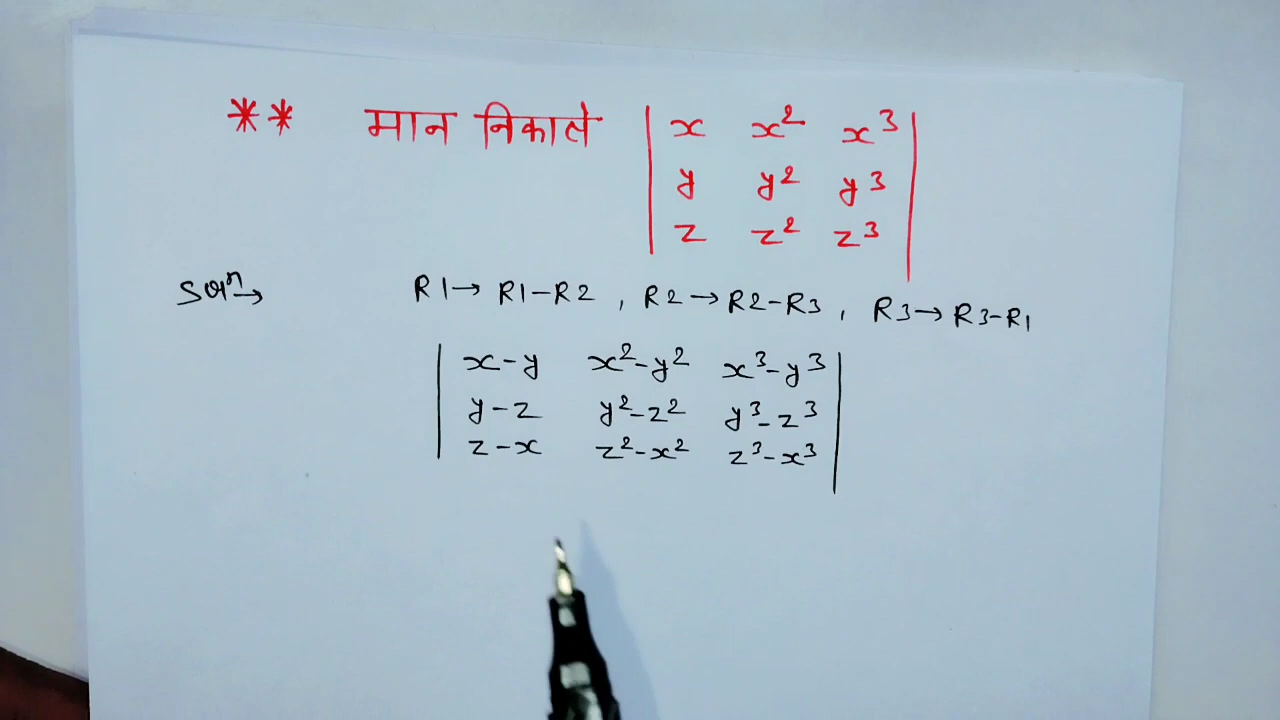 ** मान निकाले | x x² x³ |
| y y² y³ |
| z z² z³ |
Solⁿ→ R1→ R1-R2 , R2→R2-R3 , R3→R3-R1
| x-y x²-y² x³-y³ |
| y-z y²-z² y³-z³ |
| z-x z²-x² z³-x³ |